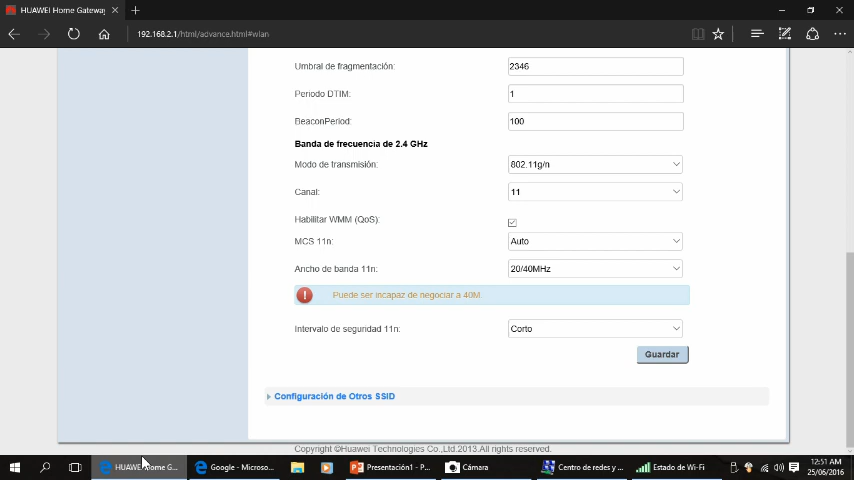 HUAWEI Home Gateway
192.168.2.1/html/advance.html#wlan
Umbral de fragmentación: 2346
Periodo DTIM: 1
BeaconPeriod: 100
Banda de frecuencia de 2.4 GHz
Modo de transmisión: 802.11g/n
Canal: 11
Habilitar WMM (QoS):
MCS 11n: Auto
Ancho de banda 11n: 20/40MHz
Puede ser incapaz de negociar a 40M.
Intervalo de seguridad 11n: Corto
Guardar
Configuración de Otros SSID
Copyright ©Huawei Technologies Co.,Ltd.2013.All rights reserved.
HUAWEI Home G... Google - Microso... Presentación1 - P... Cámara Centro de redes y ... Estado de Wi-Fi 12:51 AM
25/06/2016